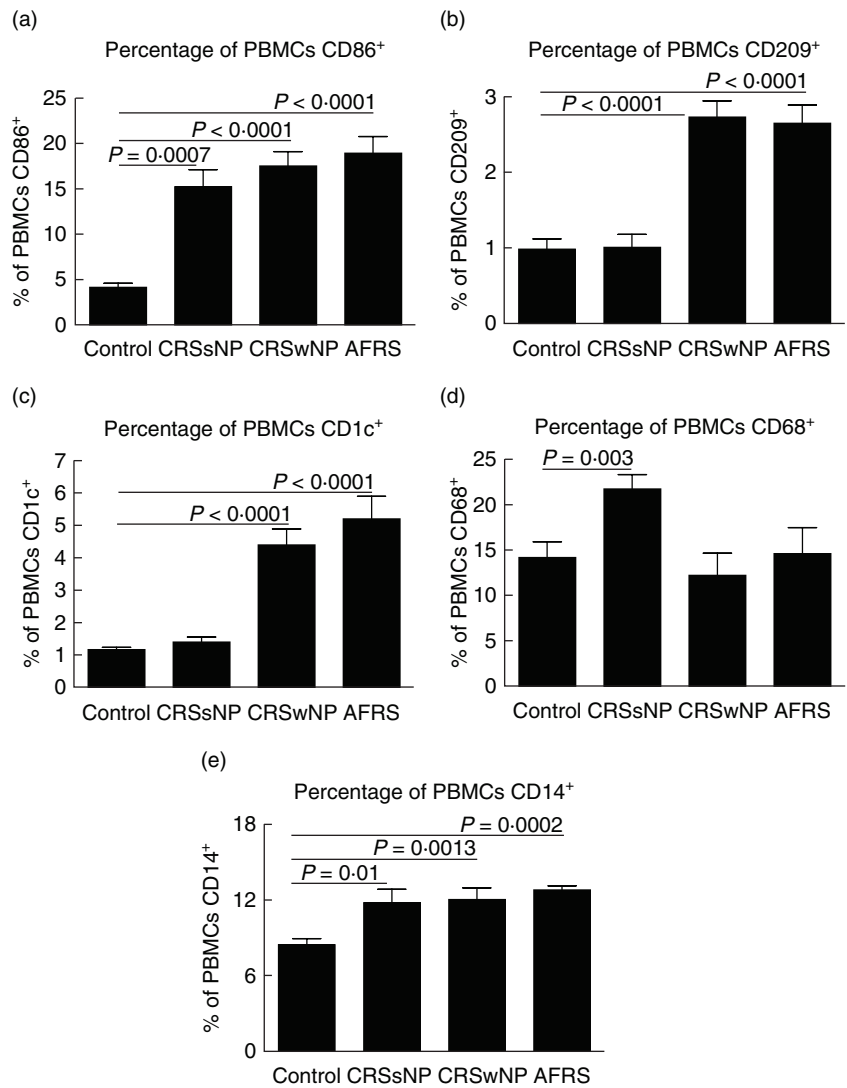 (a)
Percentage of PBMCs CD86⁺
% of PBMCs CD86⁺
25
20
15
10
5
0
P < 0·0001
P < 0·0001
P = 0·0007
Control CRSsNP CRSwNP AFRS
(b)
Percentage of PBMCs CD209⁺
% of PBMCs CD209⁺
3
2
1
0
P < 0·0001
P < 0·0001
Control CRSsNP CRSwNP AFRS
(c)
Percentage of PBMCs CD1c⁺
% of PBMCs CD1c⁺
7
6
5
4
3
2
1
0
P < 0·0001
P < 0·0001
Control CRSsNP CRSwNP AFRS
(d)
Percentage of PBMCs CD68⁺
% of PBMCs CD68⁺
25
20
15
10
5
0
P = 0·003
Control CRSsNP CRSwNP AFRS
(e)
Percentage of PBMCs CD14⁺
% of PBMCs CD14⁺
18
12
6
0
P = 0·0002
P = 0·0013
P = 0·01
Control CRSsNP CRSwNP AFRS